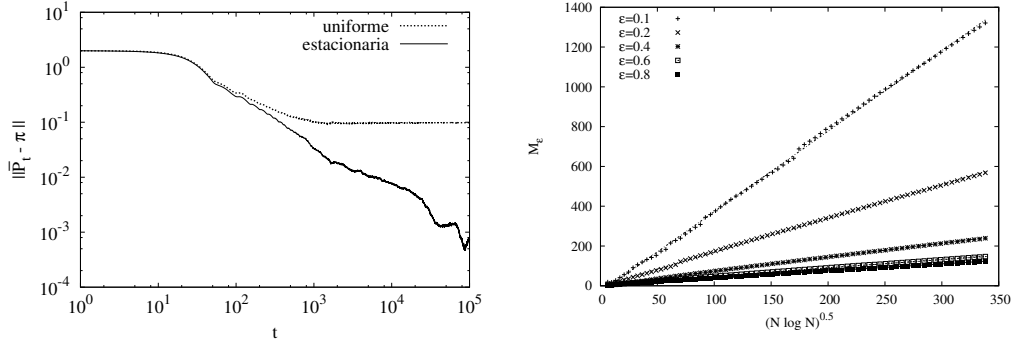 uniforme
estacionaria
10^1
10^0
10^-1
10^-2
10^-3
10^-4
||P̅_t - π ||
10^0 10^1 10^2 10^3 10^4 10^5
t
ε=0.1
ε=0.2
ε=0.4
ε=0.6
ε=0.8
1400
1200
1000
800
600
400
200
0
M_ε
0 50 100 150 200 250 300 350
(N log N)^0.5